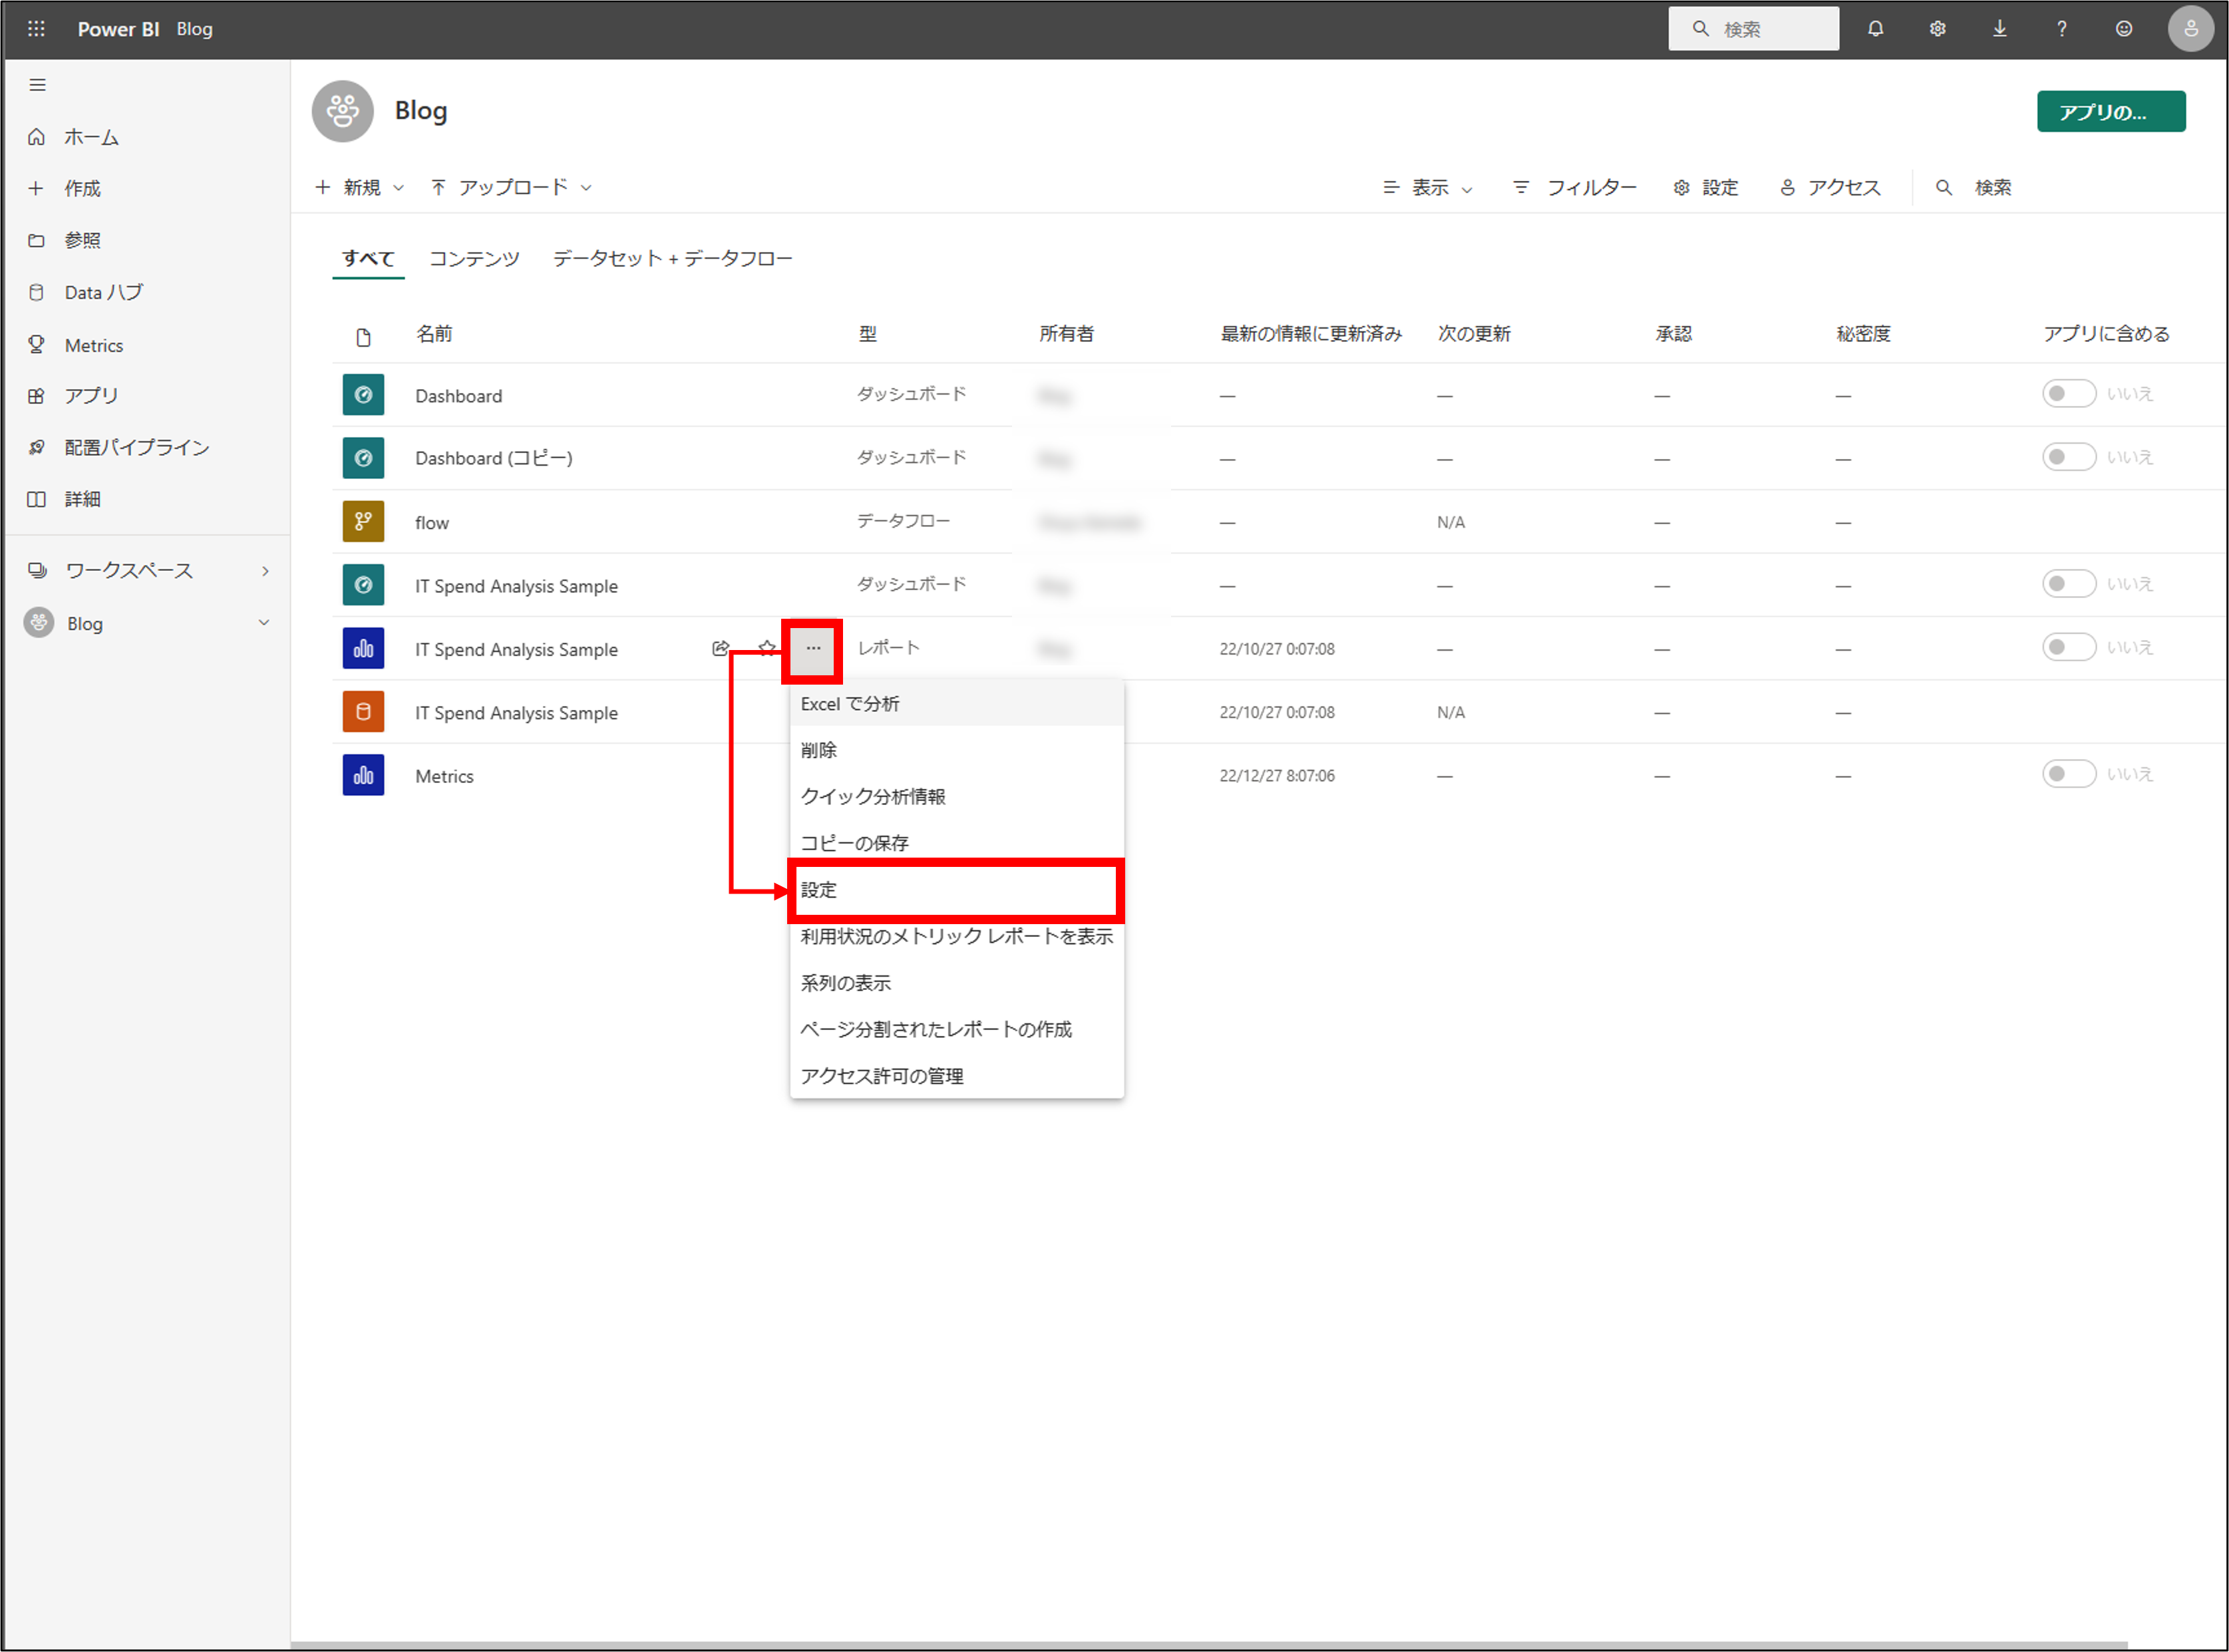 Power BI Blog
検索
Blog
アプリの...
ホーム
作成
参照
Data ハブ
Metrics
アプリ
配置パイプライン
詳細
ワークスペース
Blog
新規 アップロード
表示 フィルター 設定 アクセス 検索
すべて コンテンツ データセット + データフロー
名前 型 所有者 最新の情報に更新済み 次の更新 承認 秘密度 アプリに含める
Dashboard ダッシュボード — — — — いいえ
Dashboard (コピー) ダッシュボード — — — — いいえ
flow データフロー — N/A — —
IT Spend Analysis Sample ダッシュボード — — — — いいえ
IT Spend Analysis Sample ... レポート 22/10/27 0:07:08 — — — いいえ
IT Spend Analysis Sample 22/10/27 0:07:08 N/A — —
Metrics 22/12/27 8:07:06 — — — いいえ
Excel で分析
削除
クイック分析情報
コピーの保存
設定
利用状況のメトリック レポートを表示
系列の表示
ページ分割されたレポートの作成
アクセス許可の管理